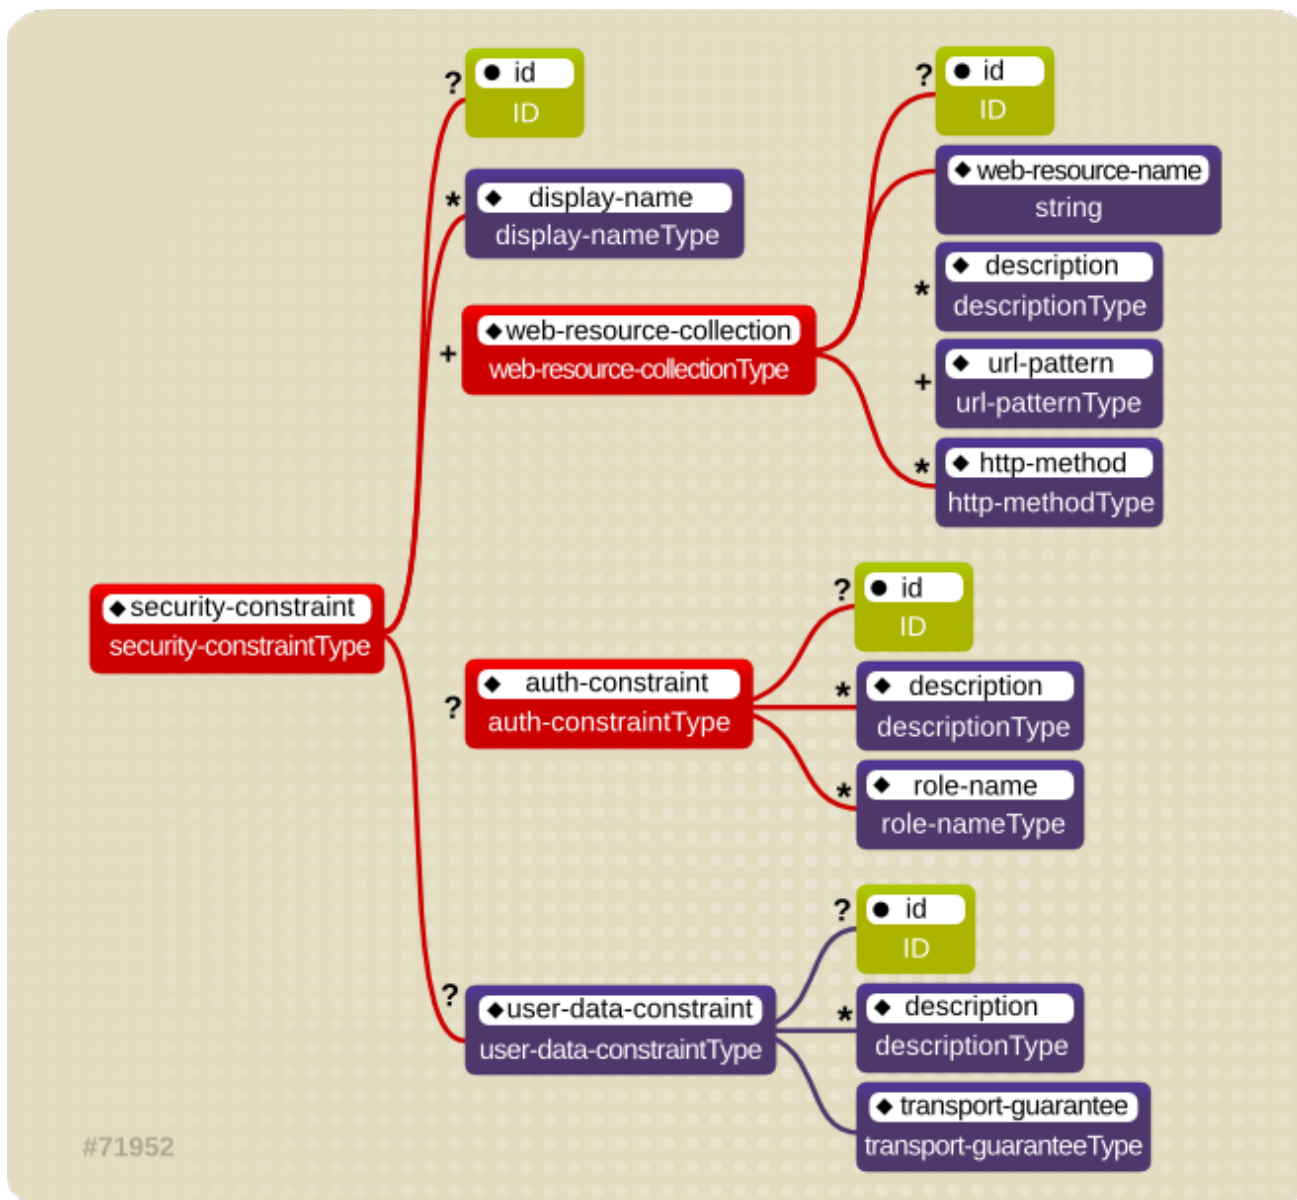 ? id
ID
* display-name
display-nameType
+ web-resource-collection
web-resource-collectionType
? id
ID
web-resource-name
string
* description
descriptionType
+ url-pattern
url-patternType
* http-method
http-methodType
security-constraint
security-constraintType
? auth-constraint
auth-constraintType
? id
ID
* description
descriptionType
* role-name
role-nameType
? user-data-constraint
user-data-constraintType
? id
ID
* description
descriptionType
transport-guarantee
transport-guaranteeType
#71952